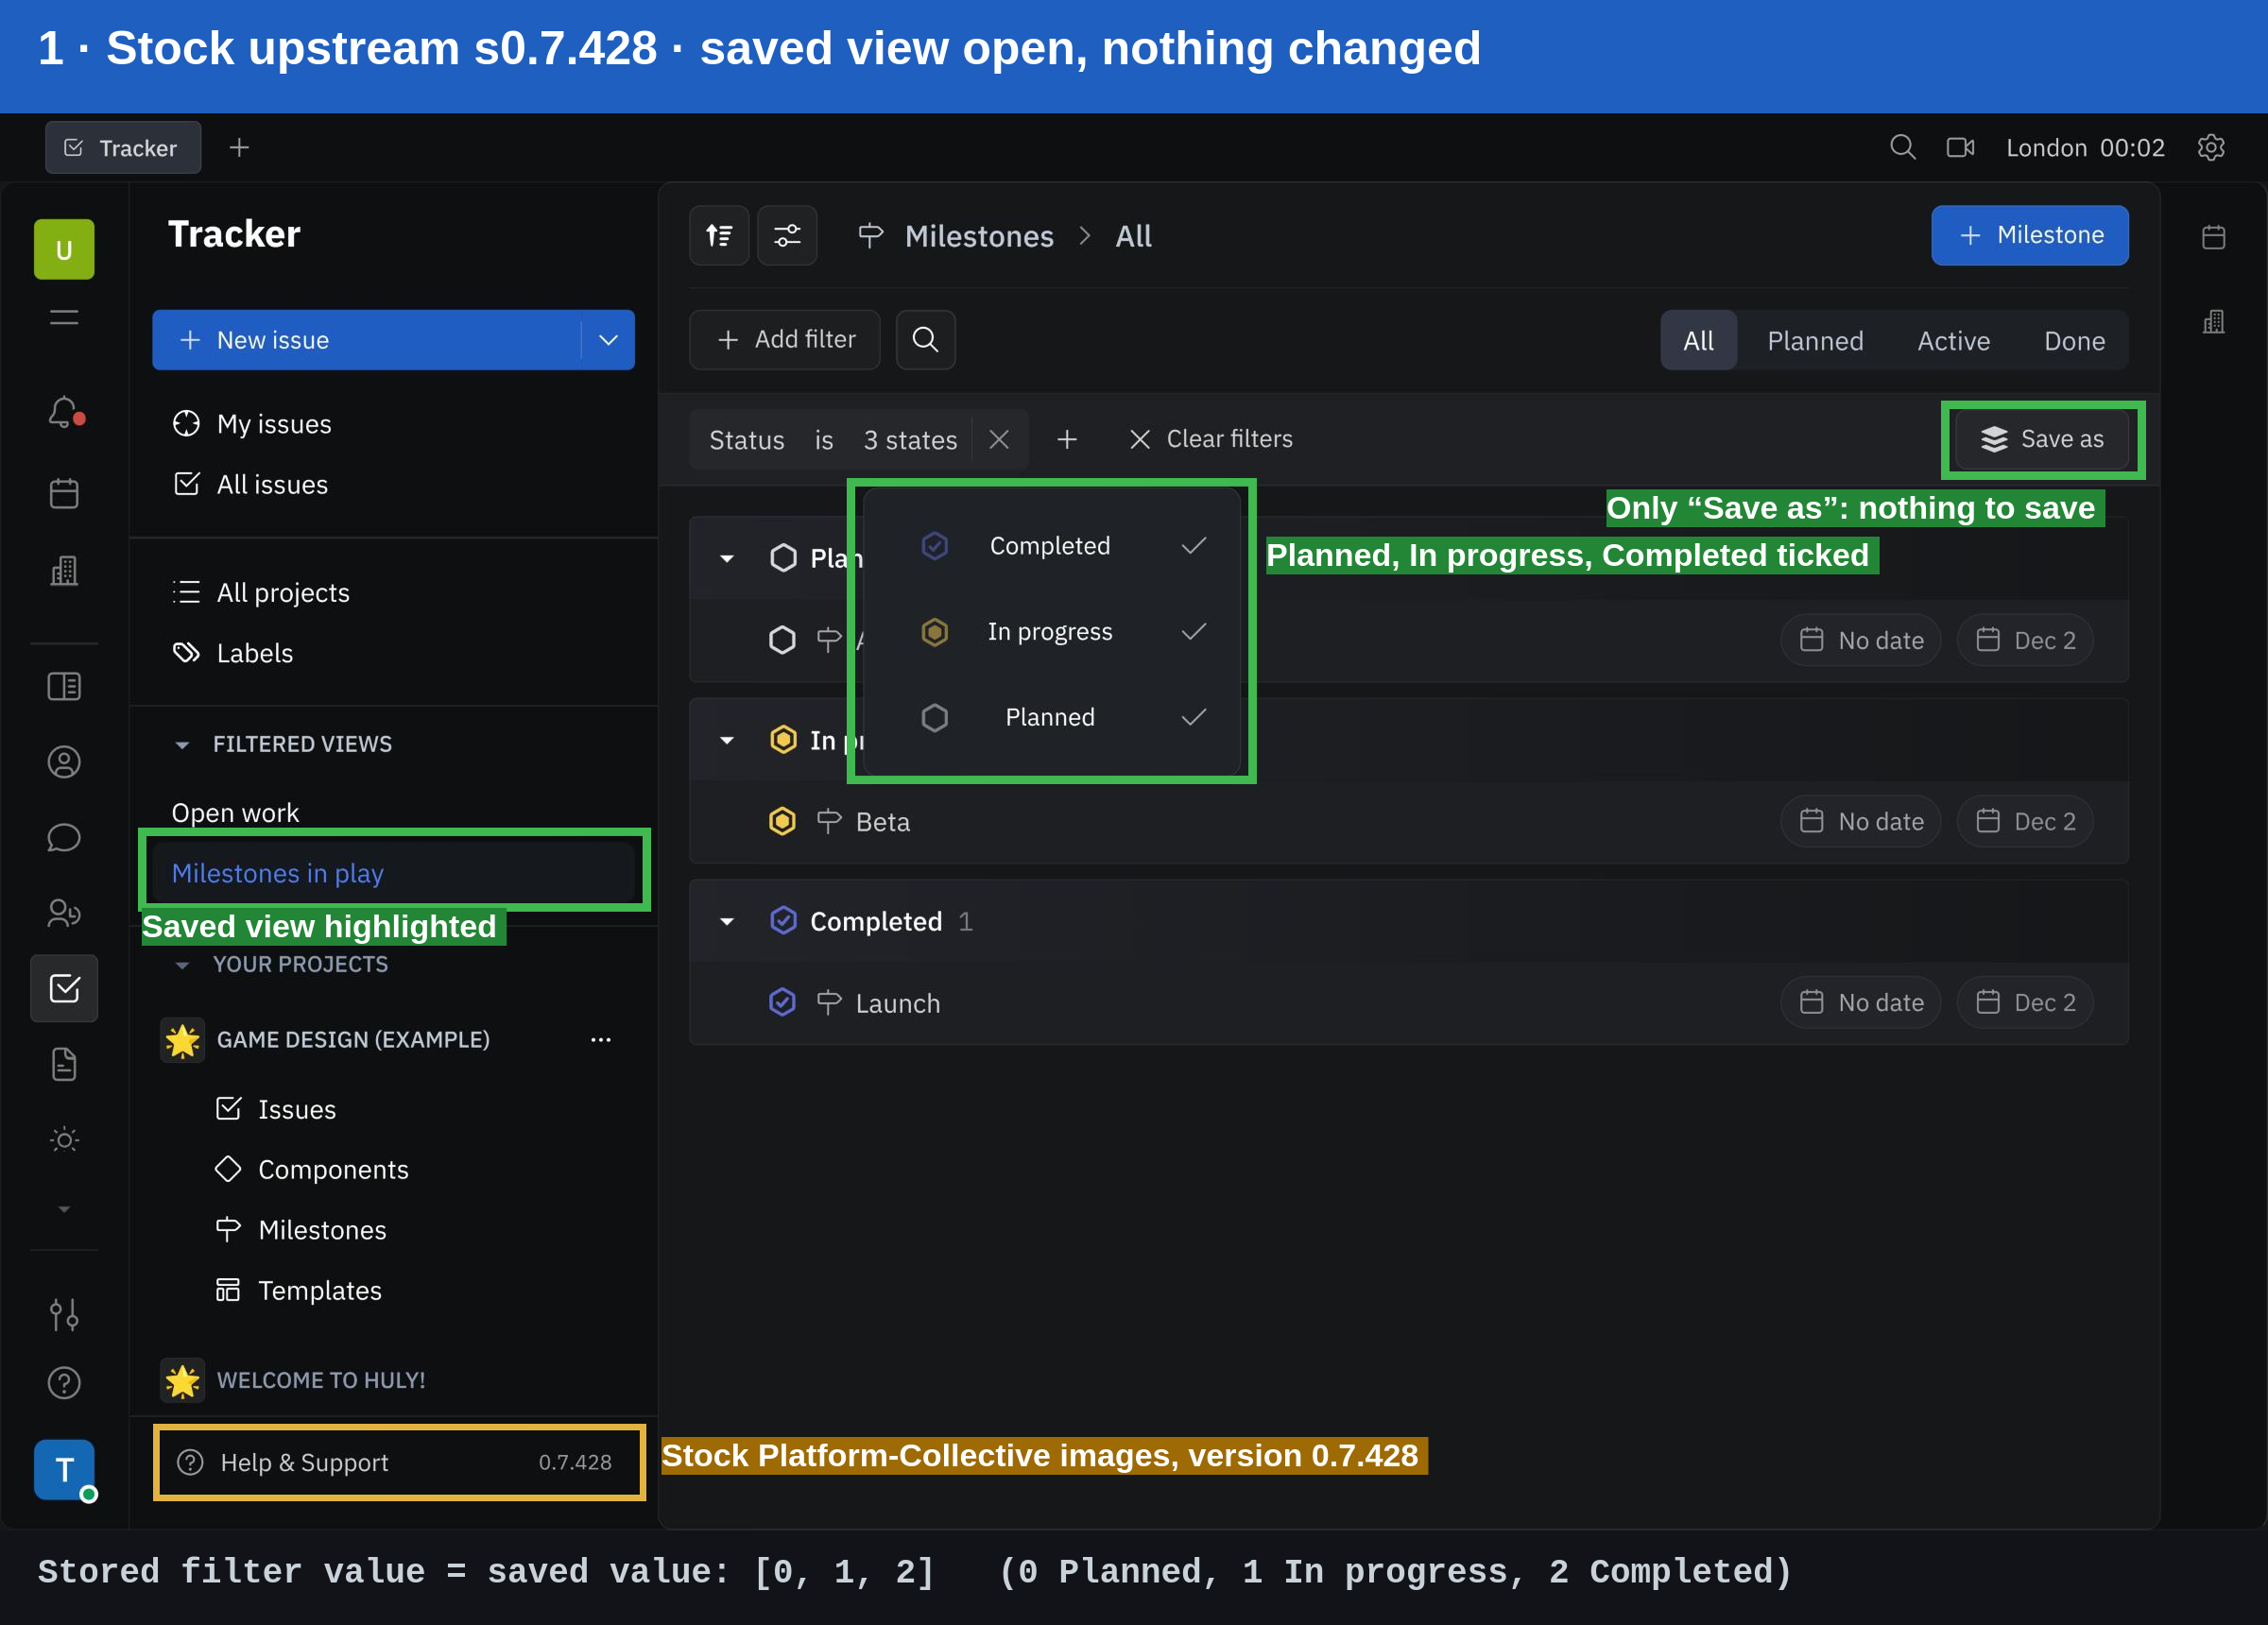 1 · Stock upstream s0.7.428 · saved view open, nothing changed
Tracker
London 00:02
U
Tracker
New issue
My issues
All issues
All projects
Labels
FILTERED VIEWS
Open work
Milestones in play
Saved view highlighted
YOUR PROJECTS
GAME DESIGN (EXAMPLE)
Issues
Components
Milestones
Templates
WELCOME TO HULY!
Help & Support 0.7.428
T
Milestones > All
Milestone
Add filter
All Planned Active Done
Status is 3 states
Clear filters
Save as
Only “Save as”: nothing to save
Planned, In progress, Completed ticked
Completed
In progress
Planned
Plan
No date Dec 2
In pr
Beta No date Dec 2
Completed 1
Launch No date Dec 2
Stock Platform-Collective images, version 0.7.428
Stored filter value = saved value: [0, 1, 2] (0 Planned, 1 In progress, 2 Completed)